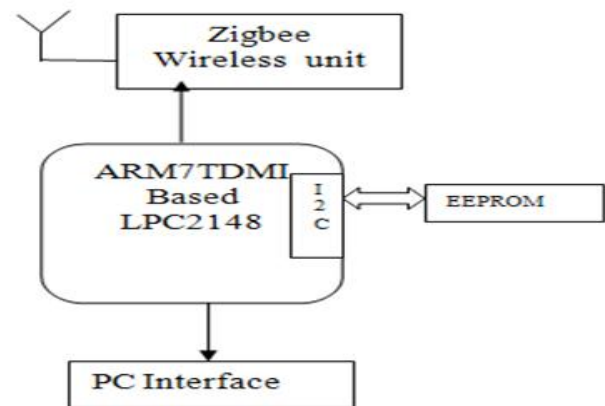 Zigbee
Wireless unit
ARM7TDMI
Based
LPC2148
I
2
C
EEPROM
PC Interface